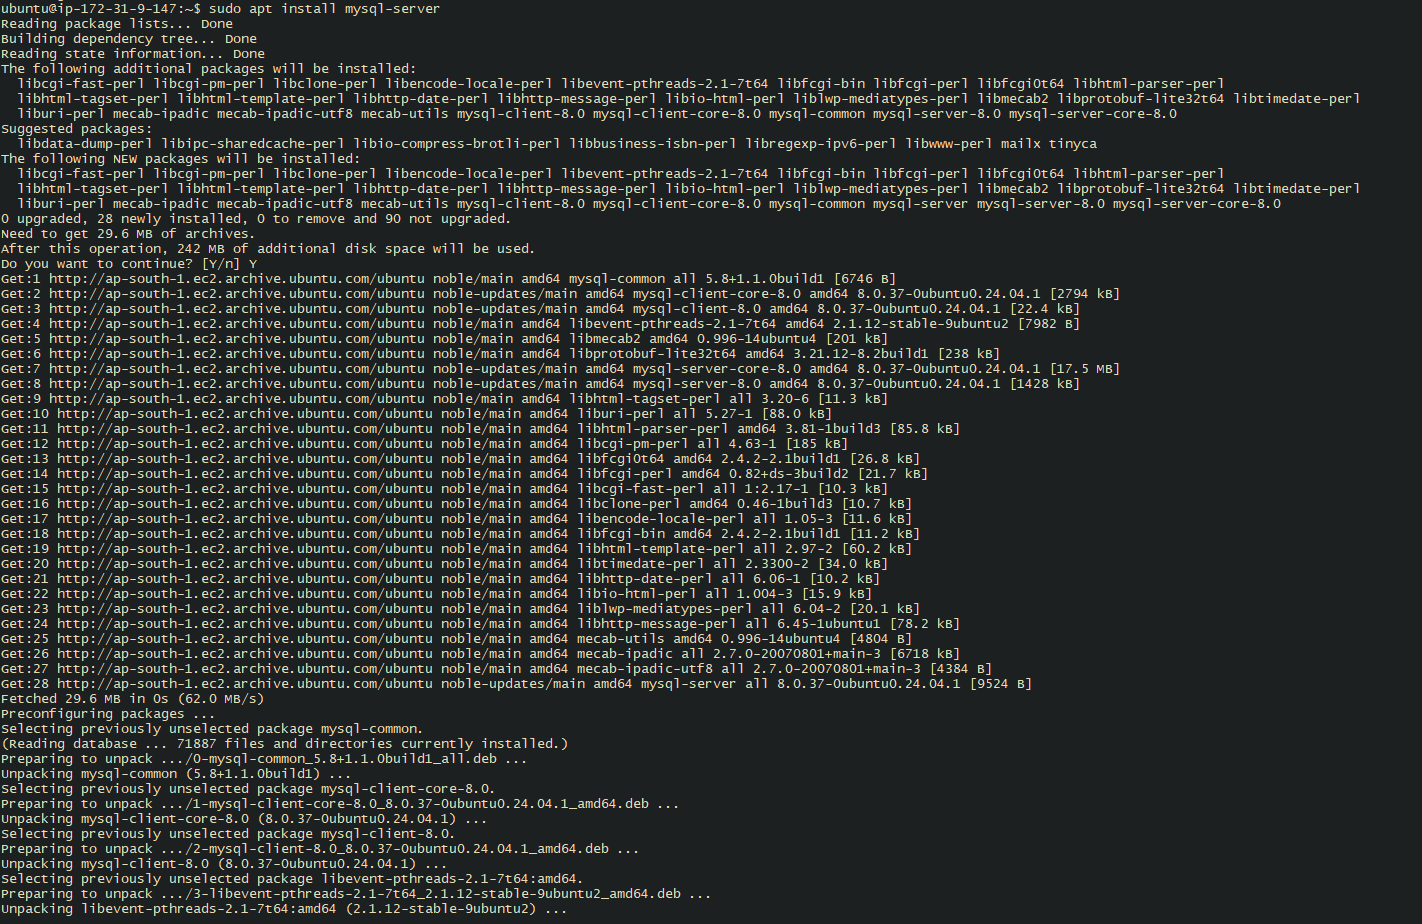 ubuntu@ip-172-31-9-147:~$ sudo apt install mysql-server
Reading package lists... Done
Building dependency tree... Done
Reading state information... Done
The following additional packages will be installed:
  libcgi-fast-perl libcgi-pm-perl libclone-perl libencode-locale-perl libevent-pthreads-2.1-7t64 libfcgi-bin libfcgi-perl libfcgi0t64 libhtml-parser-perl
  libhtml-tagset-perl libhtml-template-perl libhttp-date-perl libhttp-message-perl libio-html-perl liblwp-mediatypes-perl libmecab2 libprotobuf-lite32t64 libtimedate-perl
  liburi-perl mecab-ipadic mecab-ipadic-utf8 mecab-utils mysql-client-8.0 mysql-client-core-8.0 mysql-common mysql-server-8.0 mysql-server-core-8.0
Suggested packages:
  libdata-dump-perl libipc-sharedcache-perl libio-compress-brotli-perl libbusiness-isbn-perl libregexp-ipv6-perl libwww-perl mailx tinyca
The following NEW packages will be installed:
  libcgi-fast-perl libcgi-pm-perl libclone-perl libencode-locale-perl libevent-pthreads-2.1-7t64 libfcgi-bin libfcgi-perl libfcgi0t64 libhtml-parser-perl
  libhtml-tagset-perl libhtml-template-perl libhttp-date-perl libhttp-message-perl libio-html-perl liblwp-mediatypes-perl libmecab2 libprotobuf-lite32t64 libtimedate-perl
  liburi-perl mecab-ipadic mecab-ipadic-utf8 mecab-utils mysql-client-8.0 mysql-client-core-8.0 mysql-common mysql-server mysql-server-8.0 mysql-server-core-8.0
0 upgraded, 28 newly installed, 0 to remove and 90 not upgraded.
Need to get 29.6 MB of archives.
After this operation, 242 MB of additional disk space will be used.
Do you want to continue? [Y/n] Y
Get:1 http://ap-south-1.ec2.archive.ubuntu.com/ubuntu noble/main amd64 mysql-common all 5.8+1.1.0build1 [6746 B]
Get:2 http://ap-south-1.ec2.archive.ubuntu.com/ubuntu noble-updates/main amd64 mysql-client-core-8.0 amd64 8.0.37-0ubuntu0.24.04.1 [2794 kB]
Get:3 http://ap-south-1.ec2.archive.ubuntu.com/ubuntu noble-updates/main amd64 mysql-client-8.0 amd64 8.0.37-0ubuntu0.24.04.1 [22.4 kB]
Get:4 http://ap-south-1.ec2.archive.ubuntu.com/ubuntu noble/main amd64 libevent-pthreads-2.1-7t64 amd64 2.1.12-stable-9ubuntu2 [7982 B]
Get:5 http://ap-south-1.ec2.archive.ubuntu.com/ubuntu noble/main amd64 libmecab2 amd64 0.996-14ubuntu4 [201 kB]
Get:6 http://ap-south-1.ec2.archive.ubuntu.com/ubuntu noble/main amd64 libprotobuf-lite32t64 amd64 3.21.12-8.2build1 [238 kB]
Get:7 http://ap-south-1.ec2.archive.ubuntu.com/ubuntu noble-updates/main amd64 mysql-server-core-8.0 amd64 8.0.37-0ubuntu0.24.04.1 [17.5 MB]
Get:8 http://ap-south-1.ec2.archive.ubuntu.com/ubuntu noble-updates/main amd64 mysql-server-8.0 amd64 8.0.37-0ubuntu0.24.04.1 [1428 kB]
Get:9 http://ap-south-1.ec2.archive.ubuntu.com/ubuntu noble/main amd64 libhtml-tagset-perl all 3.20-6 [11.3 kB]
Get:10 http://ap-south-1.ec2.archive.ubuntu.com/ubuntu noble/main amd64 liburi-perl all 5.27-1 [88.0 kB]
Get:11 http://ap-south-1.ec2.archive.ubuntu.com/ubuntu noble/main amd64 libhtml-parser-perl amd64 3.81-1build3 [85.8 kB]
Get:12 http://ap-south-1.ec2.archive.ubuntu.com/ubuntu noble/main amd64 libcgi-pm-perl all 4.63-1 [185 kB]
Get:13 http://ap-south-1.ec2.archive.ubuntu.com/ubuntu noble/main amd64 libfcgi0t64 amd64 2.4.2-2.1build1 [26.8 kB]
Get:14 http://ap-south-1.ec2.archive.ubuntu.com/ubuntu noble/main amd64 libfcgi-perl amd64 0.82+ds-3build2 [21.7 kB]
Get:15 http://ap-south-1.ec2.archive.ubuntu.com/ubuntu noble/main amd64 libcgi-fast-perl all 1:2.17-1 [10.3 kB]
Get:16 http://ap-south-1.ec2.archive.ubuntu.com/ubuntu noble/main amd64 libclone-perl amd64 0.46-1build3 [10.7 kB]
Get:17 http://ap-south-1.ec2.archive.ubuntu.com/ubuntu noble/main amd64 libencode-locale-perl all 1.05-3 [11.6 kB]
Get:18 http://ap-south-1.ec2.archive.ubuntu.com/ubuntu noble/main amd64 libfcgi-bin amd64 2.4.2-2.1build1 [11.2 kB]
Get:19 http://ap-south-1.ec2.archive.ubuntu.com/ubuntu noble/main amd64 libhtml-template-perl all 2.97-2 [60.2 kB]
Get:20 http://ap-south-1.ec2.archive.ubuntu.com/ubuntu noble/main amd64 libtimedate-perl all 2.3300-2 [34.0 kB]
Get:21 http://ap-south-1.ec2.archive.ubuntu.com/ubuntu noble/main amd64 libhttp-date-perl all 6.06-1 [10.2 kB]
Get:22 http://ap-south-1.ec2.archive.ubuntu.com/ubuntu noble/main amd64 libio-html-perl all 1.004-3 [15.9 kB]
Get:23 http://ap-south-1.ec2.archive.ubuntu.com/ubuntu noble/main amd64 liblwp-mediatypes-perl all 6.04-2 [20.1 kB]
Get:24 http://ap-south-1.ec2.archive.ubuntu.com/ubuntu noble/main amd64 libhttp-message-perl all 6.45-1ubuntu1 [78.2 kB]
Get:25 http://ap-south-1.ec2.archive.ubuntu.com/ubuntu noble/main amd64 mecab-utils amd64 0.996-14ubuntu4 [4804 B]
Get:26 http://ap-south-1.ec2.archive.ubuntu.com/ubuntu noble/main amd64 mecab-ipadic all 2.7.0-20070801+main-3 [6718 kB]
Get:27 http://ap-south-1.ec2.archive.ubuntu.com/ubuntu noble/main amd64 mecab-ipadic-utf8 all 2.7.0-20070801+main-3 [4384 B]
Get:28 http://ap-south-1.ec2.archive.ubuntu.com/ubuntu noble-updates/main amd64 mysql-server all 8.0.37-0ubuntu0.24.04.1 [9524 B]
Fetched 29.6 MB in 0s (62.0 MB/s)
Preconfiguring packages ...
Selecting previously unselected package mysql-common.
(Reading database ... 71887 files and directories currently installed.)
Preparing to unpack .../0-mysql-common_5.8+1.1.0build1_all.deb ...
Unpacking mysql-common (5.8+1.1.0build1) ...
Selecting previously unselected package mysql-client-core-8.0.
Preparing to unpack .../1-mysql-client-core-8.0_8.0.37-0ubuntu0.24.04.1_amd64.deb ...
Unpacking mysql-client-core-8.0 (8.0.37-0ubuntu0.24.04.1) ...
Selecting previously unselected package mysql-client-8.0.
Preparing to unpack .../2-mysql-client-8.0_8.0.37-0ubuntu0.24.04.1_amd64.deb ...
Unpacking mysql-client-8.0 (8.0.37-0ubuntu0.24.04.1) ...
Selecting previously unselected package libevent-pthreads-2.1-7t64:amd64.
Preparing to unpack .../3-libevent-pthreads-2.1-7t64_2.1.12-stable-9ubuntu2_amd64.deb ...
Unpacking libevent-pthreads-2.1-7t64:amd64 (2.1.12-stable-9ubuntu2) ...